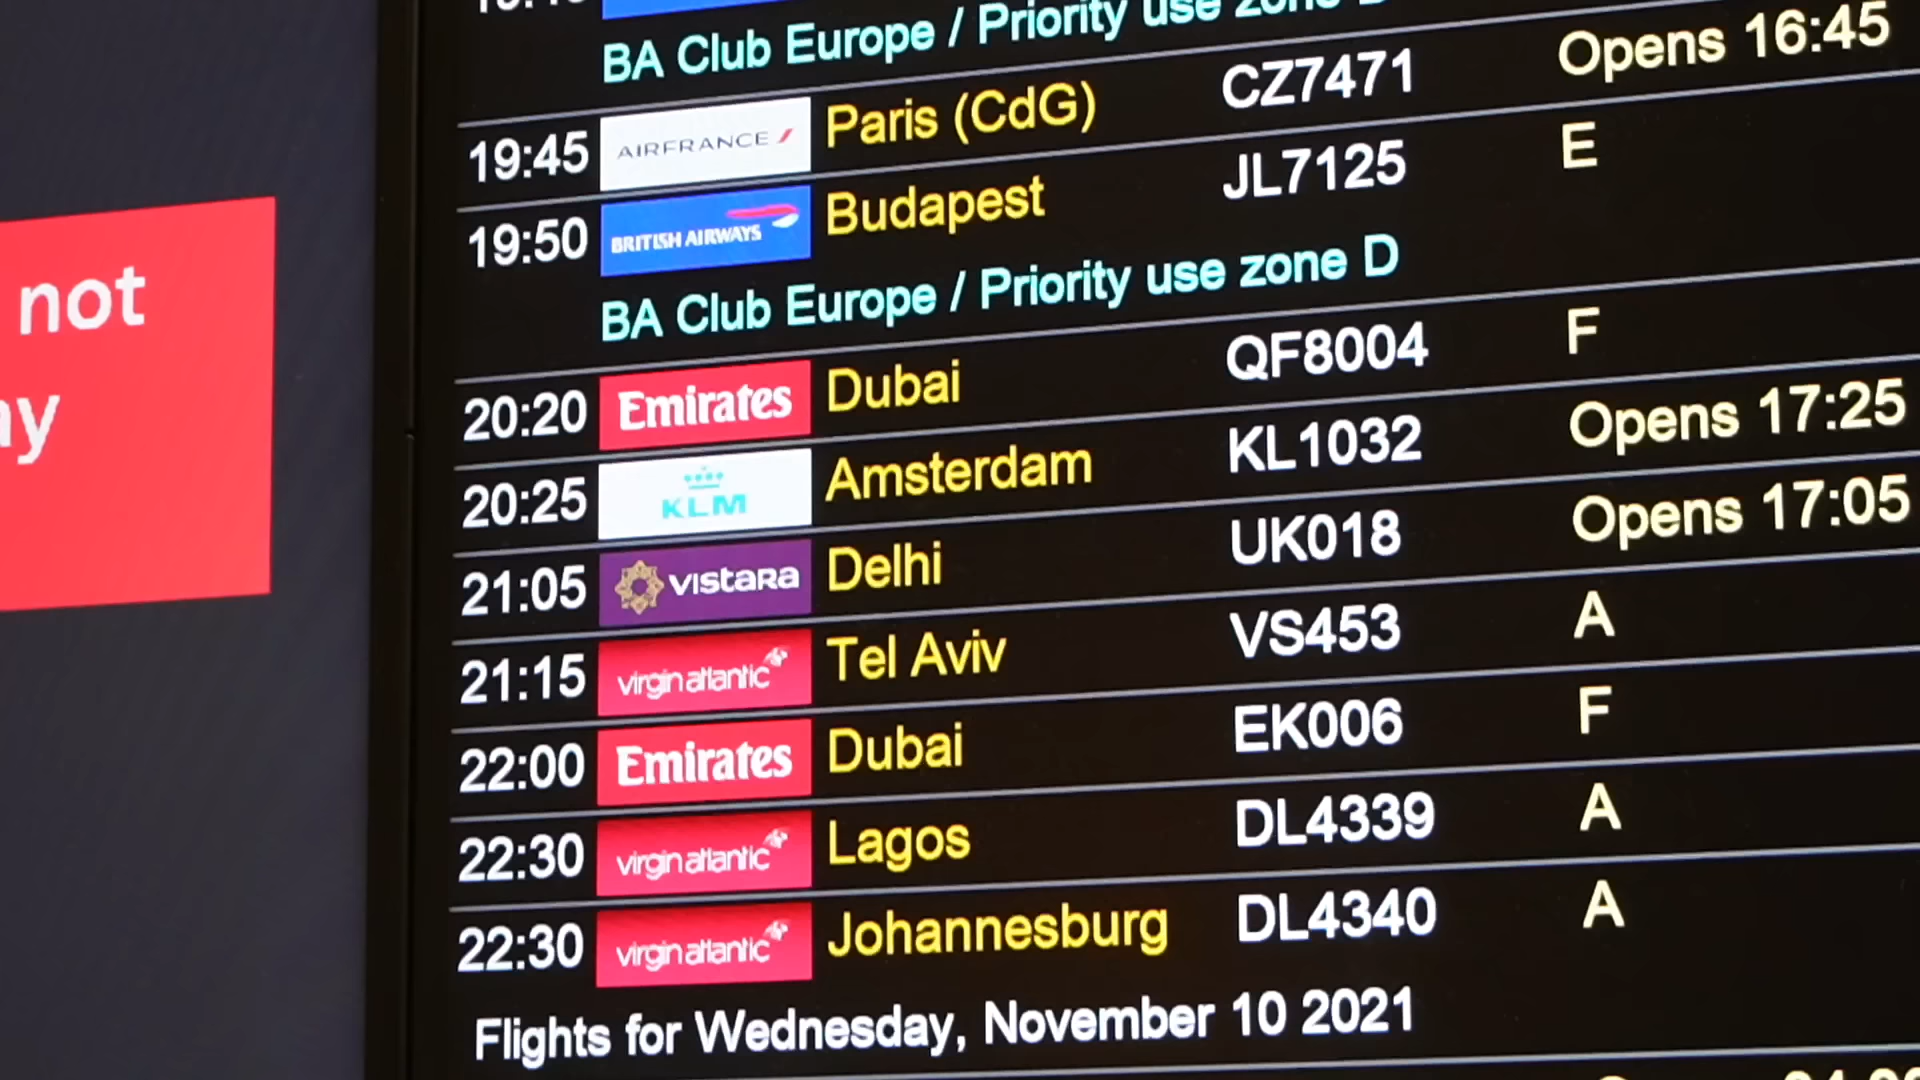 BA Club Europe / Priority use zone
19:45 AIRFRANCE Paris (CdG) CZ7471 Opens 16:45
19:50 BRITISH AIRWAYS Budapest JL7125 E
BA Club Europe / Priority use zone D
20:20 Emirates Dubai QF8004 F
20:25 KLM Amsterdam KL1032 Opens 17:25
21:05 VISTARA Delhi UK018 Opens 17:05
21:15 virgin atlantic Tel Aviv VS453 A
22:00 Emirates Dubai EK006 F
22:30 virgin atlantic Lagos DL4339 A
22:30 virgin atlantic Johannesburg DL4340 A
Flights for Wednesday, November 10 2021
not